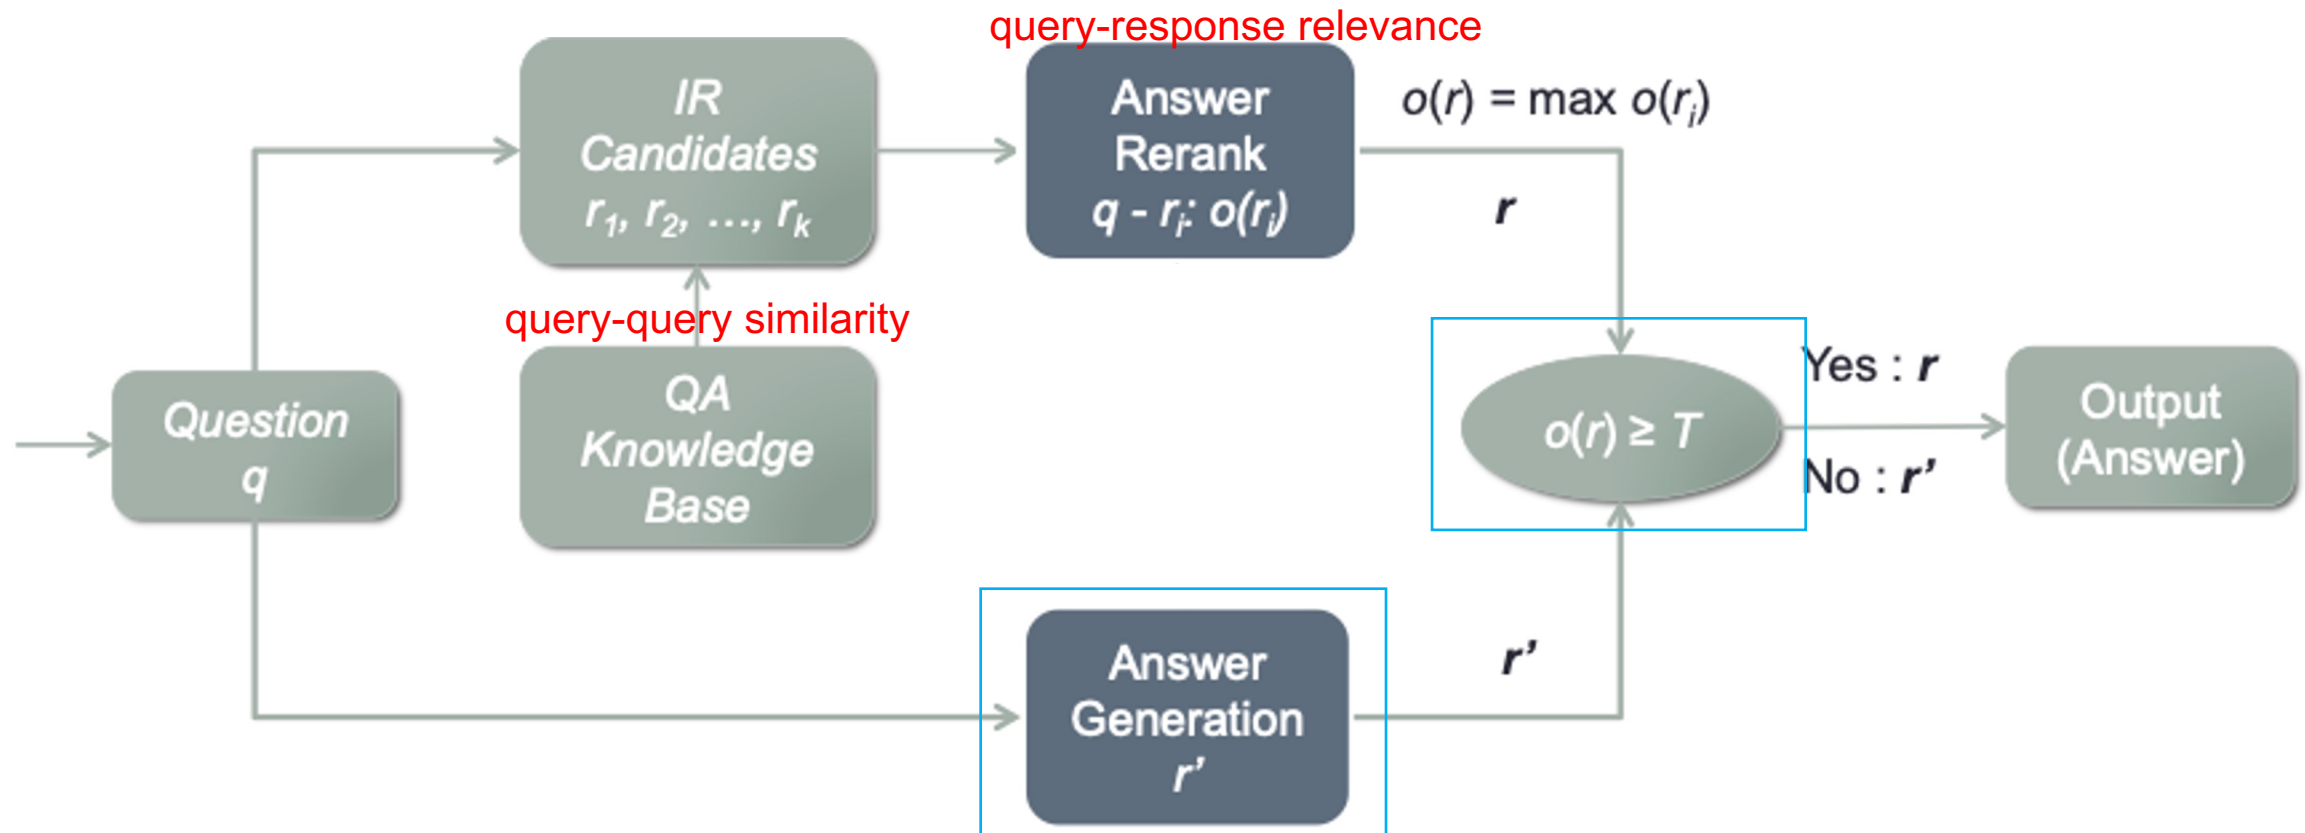 query-response relevance
IR
Candidates
r1, r2, …, rk
Answer
Rerank
q - ri: o(ri)
o(r) = max o(ri)
r
query-query similarity
QA
Knowledge
Base
Question
q
o(r) ≥ T
Yes : r
No : r’
Output
(Answer)
Answer
Generation
r’
r’